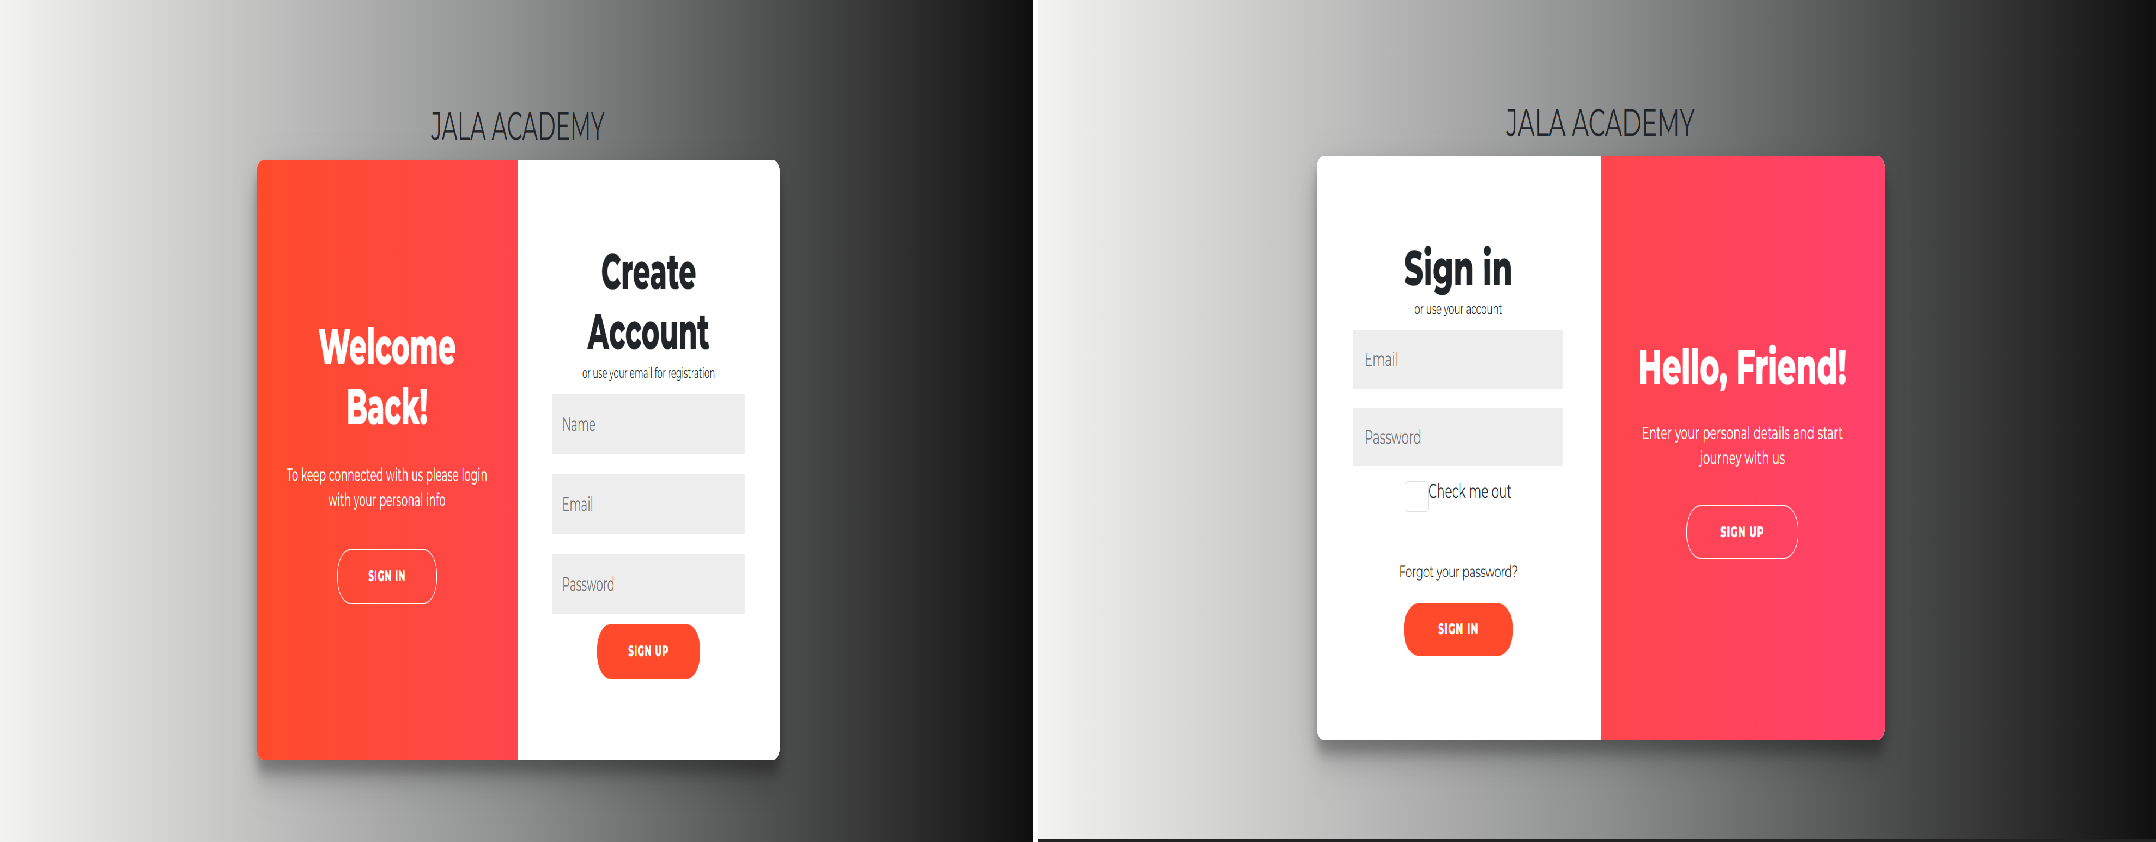 JALA ACADEMY
Welcome
Back!
To keep connected with us please login
with your personal info
SIGN IN
Create
Account
or use your email for registration
Name
Email
Password
SIGN UP
JALA ACADEMY
Sign in
or use your account
Email
Password
Check me out
Forgot your password?
SIGN IN
Hello, Friend!
Enter your personal details and start
journey with us
SIGN UP